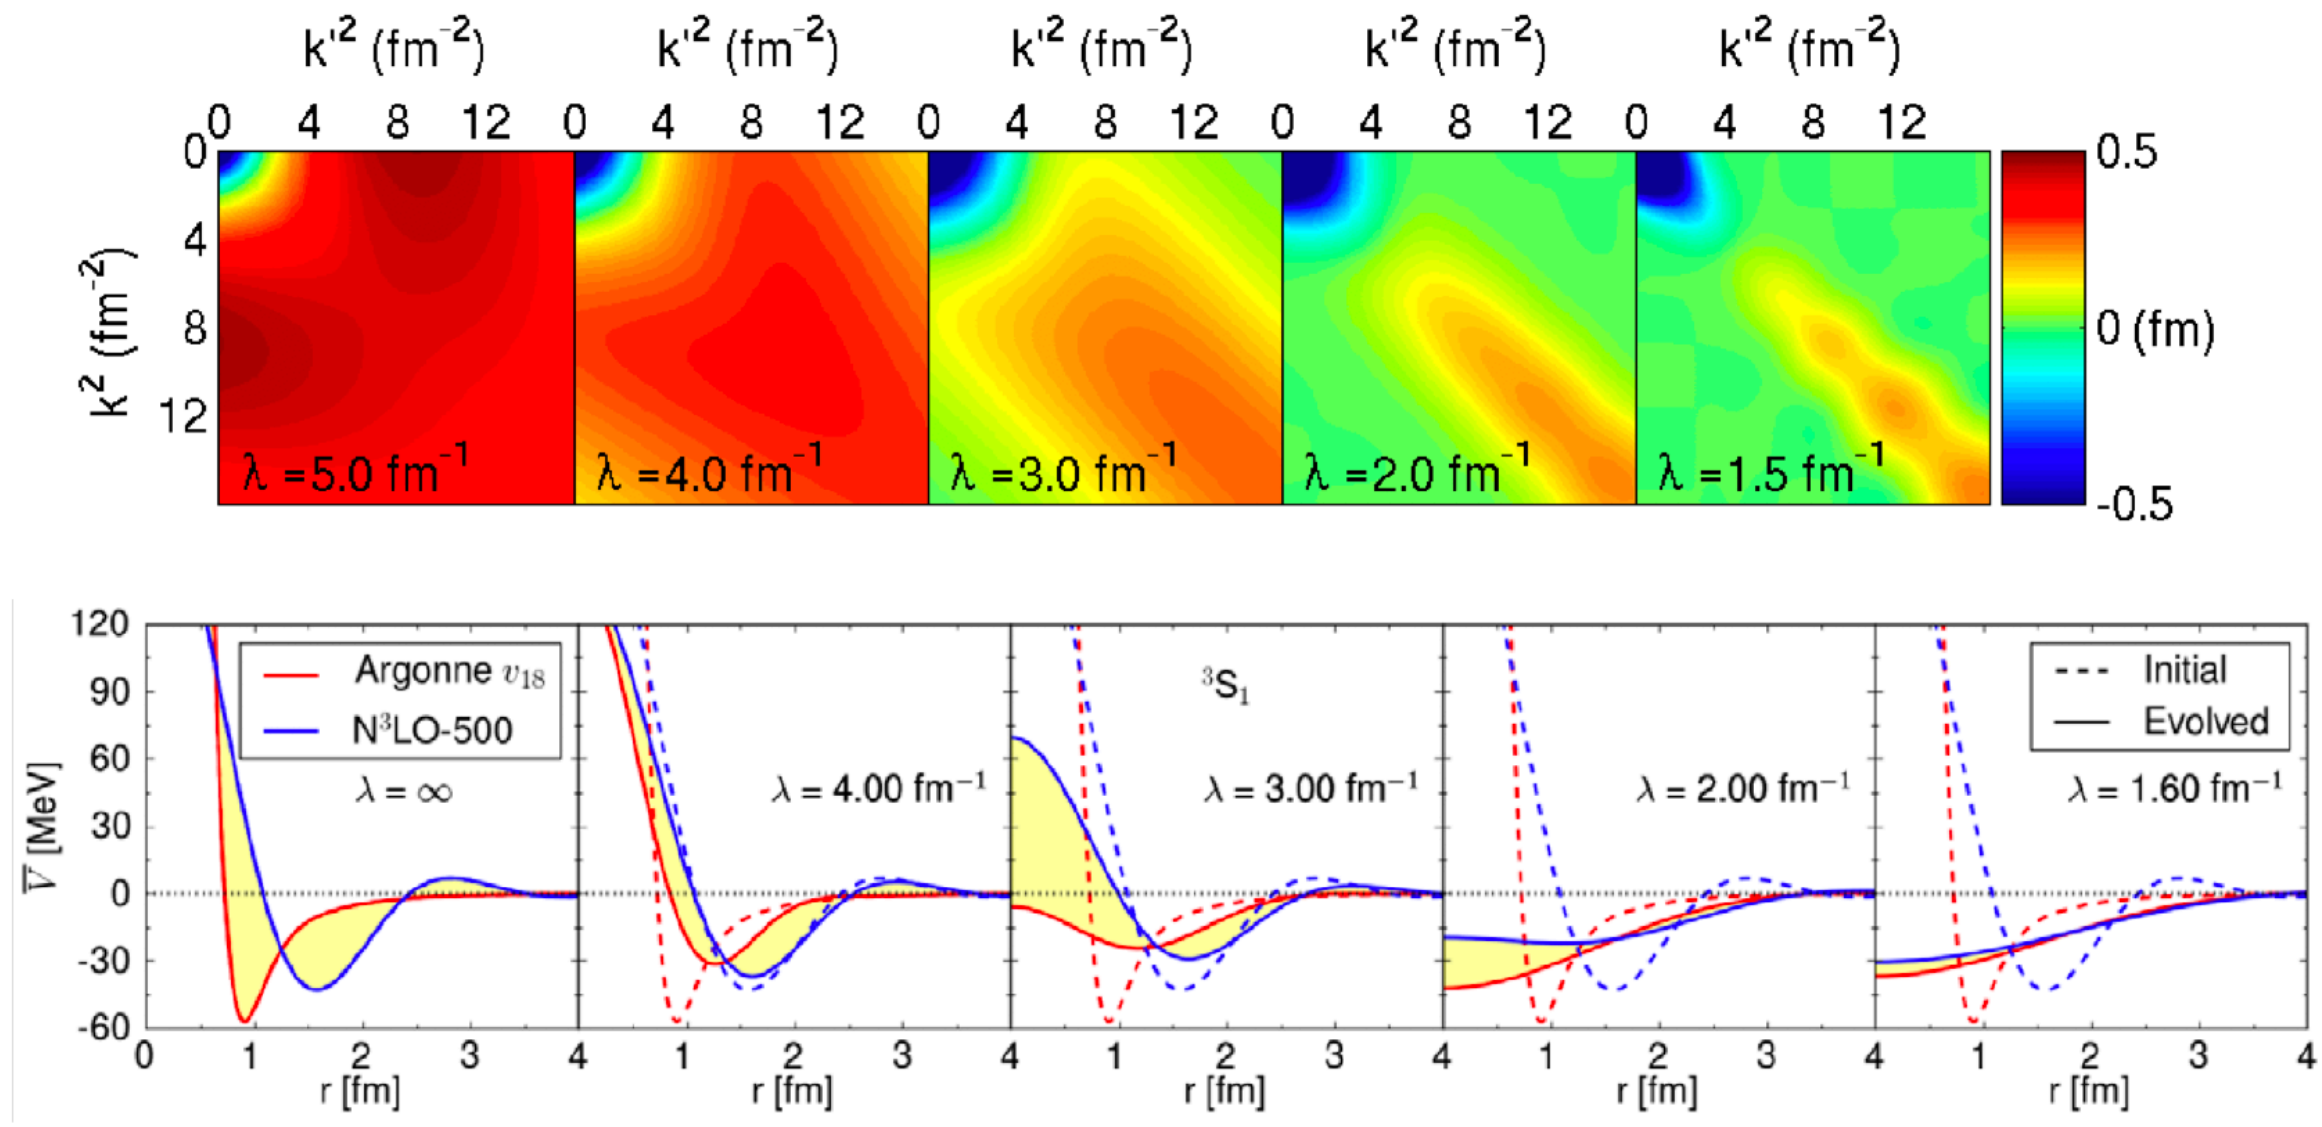 k'² (fm⁻²) k'² (fm⁻²) k'² (fm⁻²) k'² (fm⁻²) k'² (fm⁻²)
0 4 8 12 0 4 8 12 0 4 8 12 0 4 8 12 0 4 8 12
0
4
8
12
k² (fm⁻²)
λ =5.0 fm⁻¹ λ =4.0 fm⁻¹ λ =3.0 fm⁻¹ λ =2.0 fm⁻¹ λ =1.5 fm⁻¹
0.5
0 (fm)
-0.5
120
90
60
30
0
-30
-60
V̅ [MeV]
Argonne v₁₈
N³LO-500
λ = ∞
λ = 4.00 fm⁻¹
³S₁
λ = 3.00 fm⁻¹
λ = 2.00 fm⁻¹
Initial
Evolved
λ = 1.60 fm⁻¹
0 1 2 3 4 1 2 3 4 1 2 3 4 1 2 3 4 1 2 3 4
r [fm] r [fm] r [fm] r [fm] r [fm]